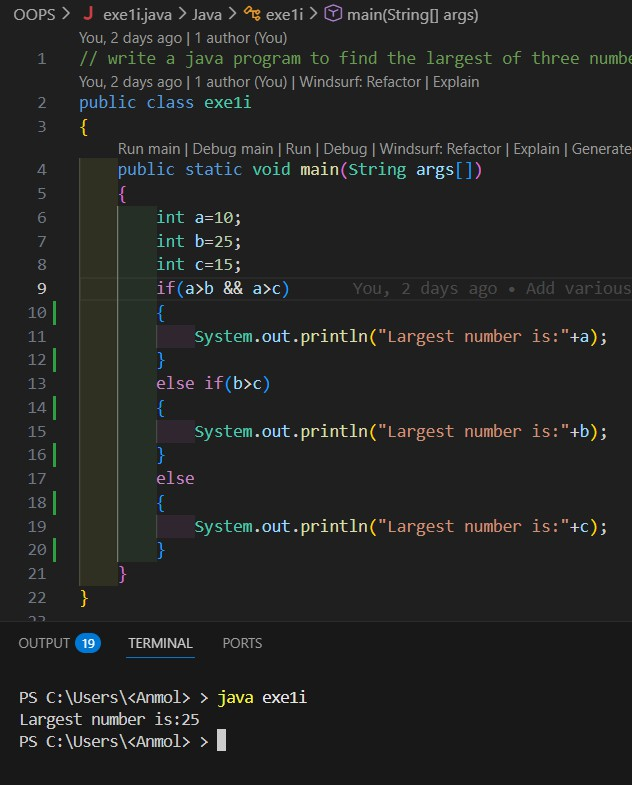 OOPS > J exe1i.java > Java > exe1i > main(String[] args)
You, 2 days ago | 1 author (You)
1 // write a java program to find the largest of three numbe
You, 2 days ago | 1 author (You) | Windsurf: Refactor | Explain
2 public class exe1i
3 {
Run main | Debug main | Run | Debug | Windsurf: Refactor | Explain | Generate
4 public static void main(String args[])
5 {
6 int a=10;
7 int b=25;
8 int c=15;
9 if(a>b && a>c) You, 2 days ago • Add various
10 {
11 System.out.println("Largest number is:"+a);
12 }
13 else if(b>c)
14 {
15 System.out.println("Largest number is:"+b);
16 }
17 else
18 {
19 System.out.println("Largest number is:"+c);
20 }
21 }
22 }
OUTPUT 19 TERMINAL PORTS
PS C:\Users\<Anmol> > java exe1i
Largest number is:25
PS C:\Users\<Anmol> >